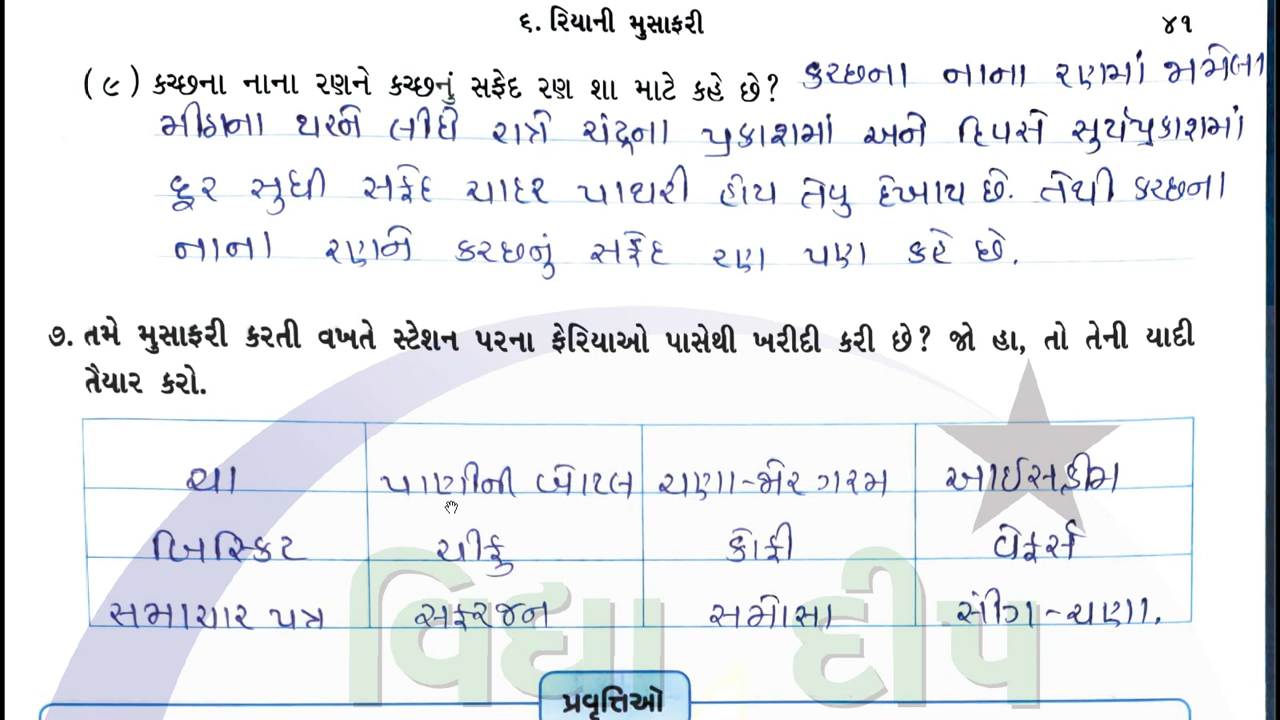 ૬. રિયાની મુસાફરી ૪૧
(૯) કચ્છના નાના રણને કચ્છનું સફેદ રણ શા માટે કહે છે? કચ્છના નાના રણમાં જામેલા
મીઠાના થરને લીધે રાત્રે ચંદ્રના પ્રકાશમાં અને દિવસે સુર્યપ્રકાશમાં
દૂર સુધી સફેદ ચાદર પાથરી હોય તેવુ દેખાય છે. તેથી કચ્છના
નાના રણને કચ્છનું સફેદ રણ પણ કહે છે.
૭. તમે મુસાફરી કરતી વખતે સ્ટેશન પરના ફેરિયાઓ પાસેથી ખરીદી કરી છે? જો હા, તો તેની યાદી
તૈયાર કરો.
ચા પાણીની બોટલ ચણા-જોર ગરમ આઈસક્રીમ
બિસ્કિટ ચીકુ કોફી વેફર્સ
સમાચાર પત્ર સફરજન સમોસા સીંગ-ચણા.
વિદ્યા દીપ
પ્રવૃત્તિઓ